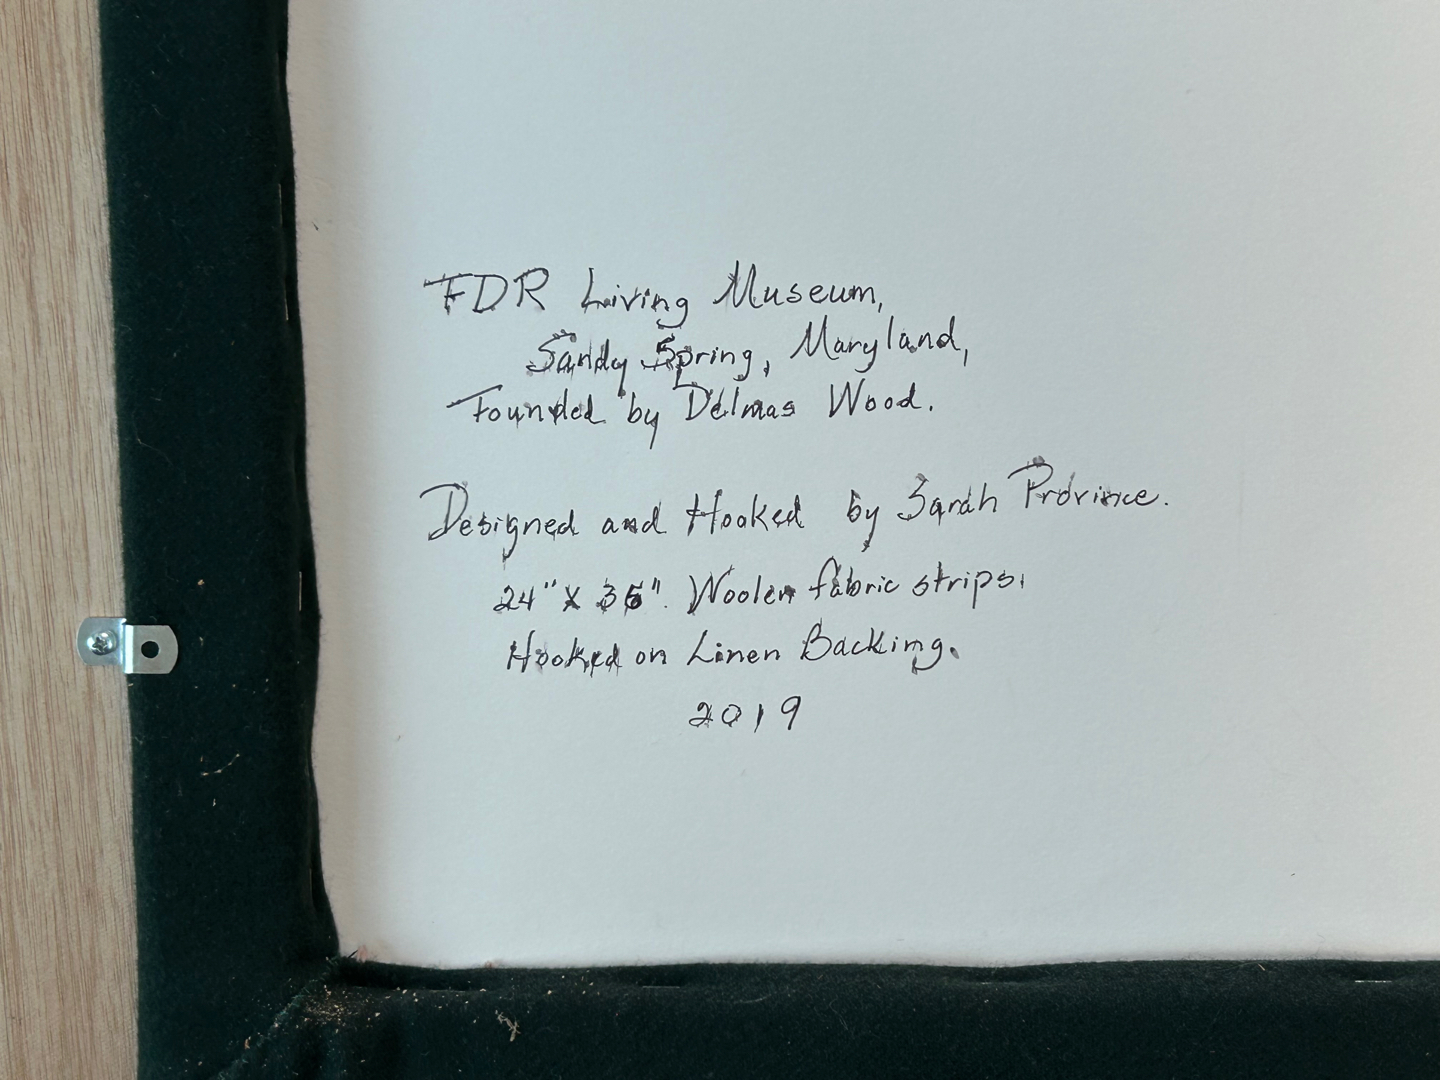 FDR Living Museum,
Sandy Spring, Maryland,
Founded by Delmas Wood.
Designed and Hooked by Sarah Province.
24" X 36". Woolen fabric strips.
Hooked on Linen Backing.
2019